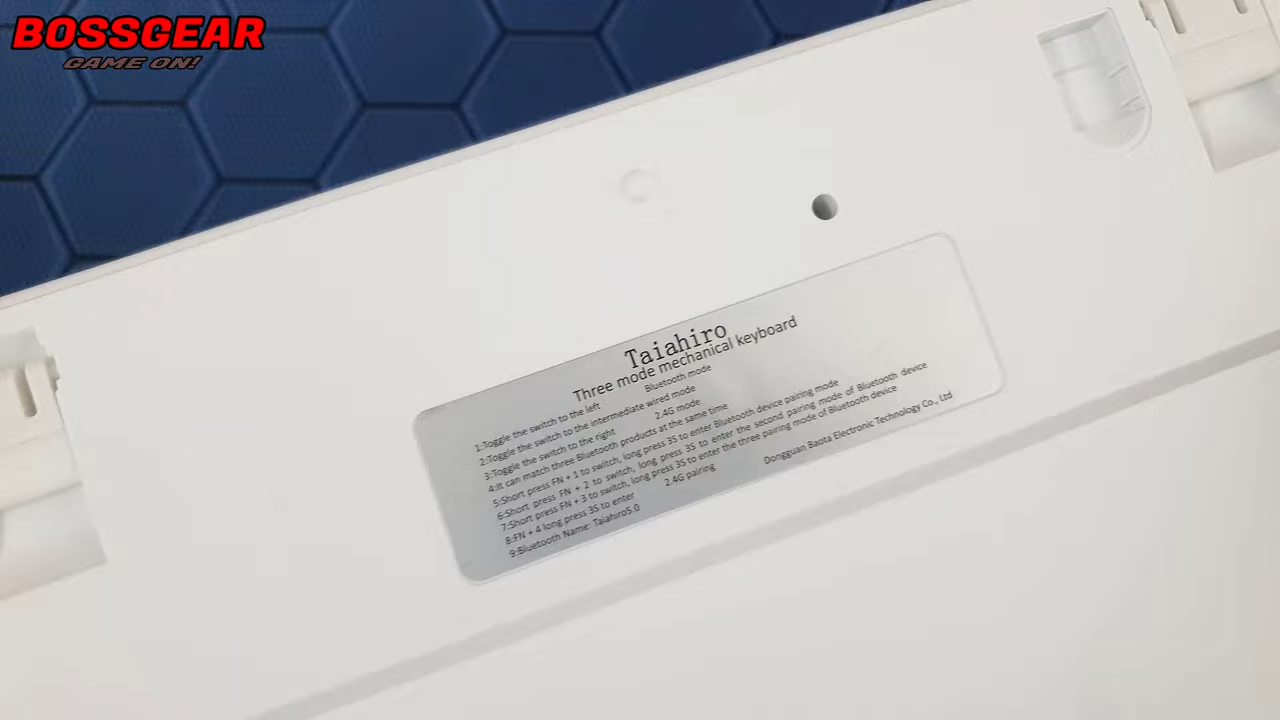 BOSSGEAR
GAME ON!
Taiahiro
Three mode mechanical keyboard
1:Toggle the switch to the left Bluetooth mode
2:Toggle the switch to the intermediate wired mode
3:Toggle the switch to the right 2.4G mode
4:It can match three Bluetooth products at the same time
5:Short press FN + 1 to switch, long press 3S to enter Bluetooth device pairing mode
6:Short press FN + 2 to switch, long press 3S to enter the second pairing mode of Bluetooth device
7:Short press FN + 3 to switch, long press 3S to enter the three pairing mode of Bluetooth device
8:FN + 4 long press 3S to enter 2.4G pairing
9:Bluetooth Name: Taiahiro5.0
Dongguan Baota Electronic Technology Co., Ltd